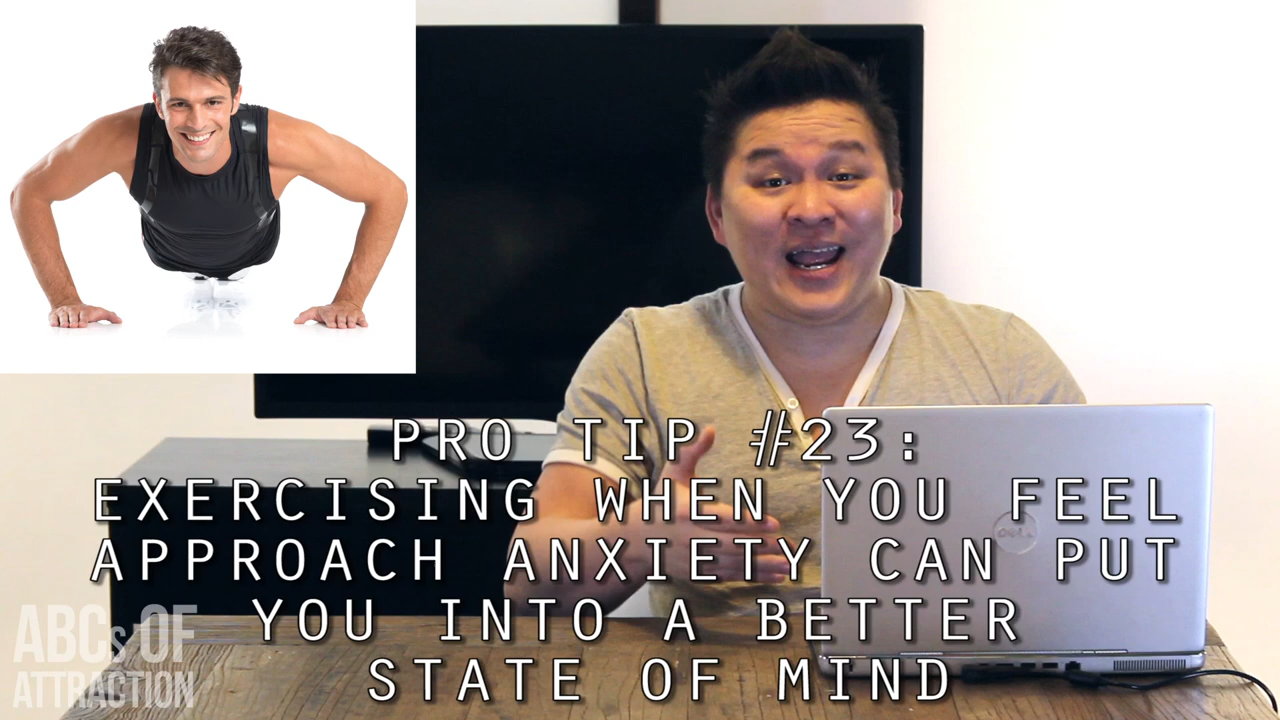 PRO TIP #23:
EXERCISING WHEN YOU FEEL
APPROACH ANXIETY CAN PUT
YOU INTO A BETTER
STATE OF MIND
DELL
ABCs OF
ATTRACTION